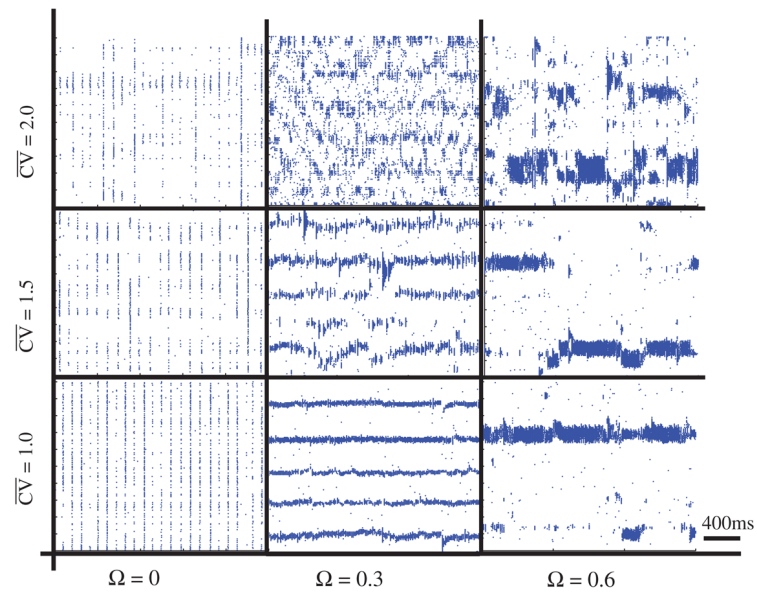 CV = 2.0
CV = 1.5
CV = 1.0
400ms
Ω = 0
Ω = 0.3
Ω = 0.6